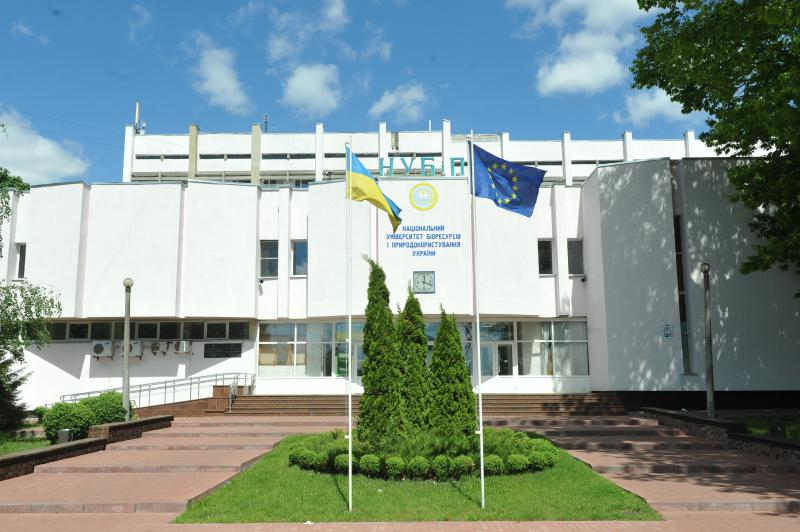 НУБіП
НАЦІОНАЛЬНИЙ
УНІВЕРСИТЕТ БІОРЕСУРСІВ
І ПРИРОДОКОРИСТУВАННЯ
УКРАЇНИ